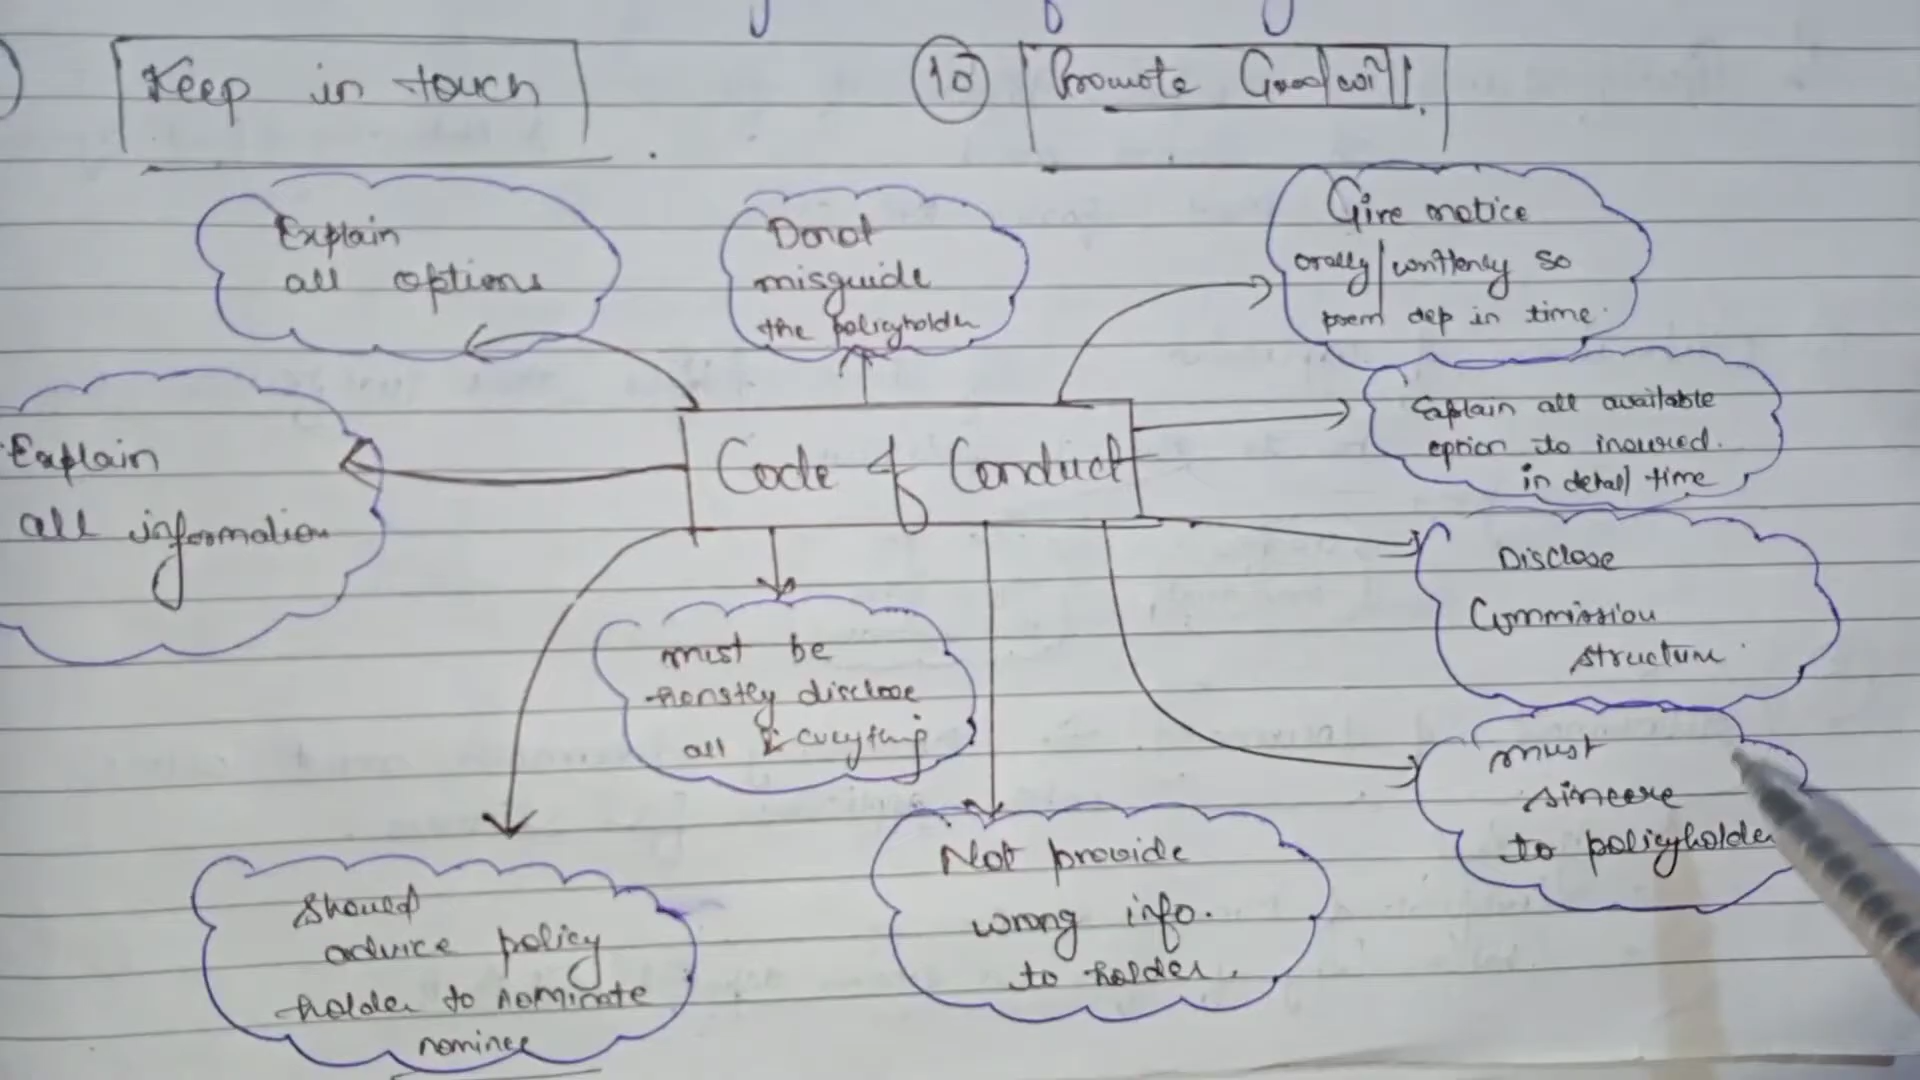 Keep in touch
10 Promote Goodwill
Explain
all options
Donot
misguide
the policyholder
Give notice
orally/writtenly so
prem dep in time.
Explain
all information
Code of Conduct
Explain all available
option to insured.
in detail/time
Disclose
Commission
structure.
must be
honstly disclose
all & everything
must
sincere
to policyholder
Should
advice policy
holder to nominate
nominee
Not provide
wrong info.
to holder.